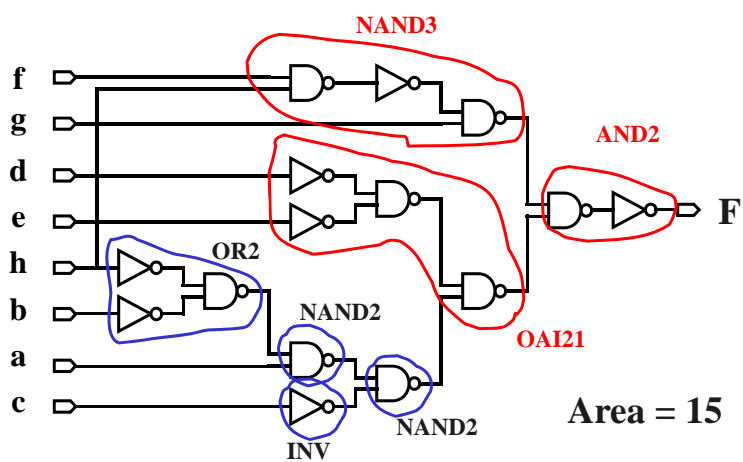 NAND3
f
g
AND2
d
e
F
h
OR2
b
NAND2
a
OAI21
c
NAND2
INV
Area = 15